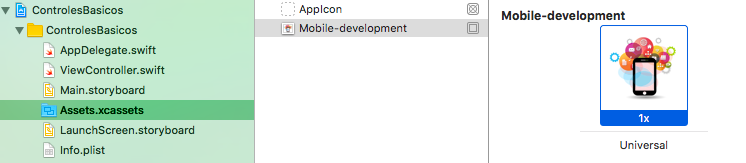 ControlesBasicos
ControlesBasicos
AppDelegate.swift
ViewController.swift
Main.storyboard
Assets.xcassets
LaunchScreen.storyboard
Info.plist
AppIcon
Mobile-development
Mobile-development
1x
Universal